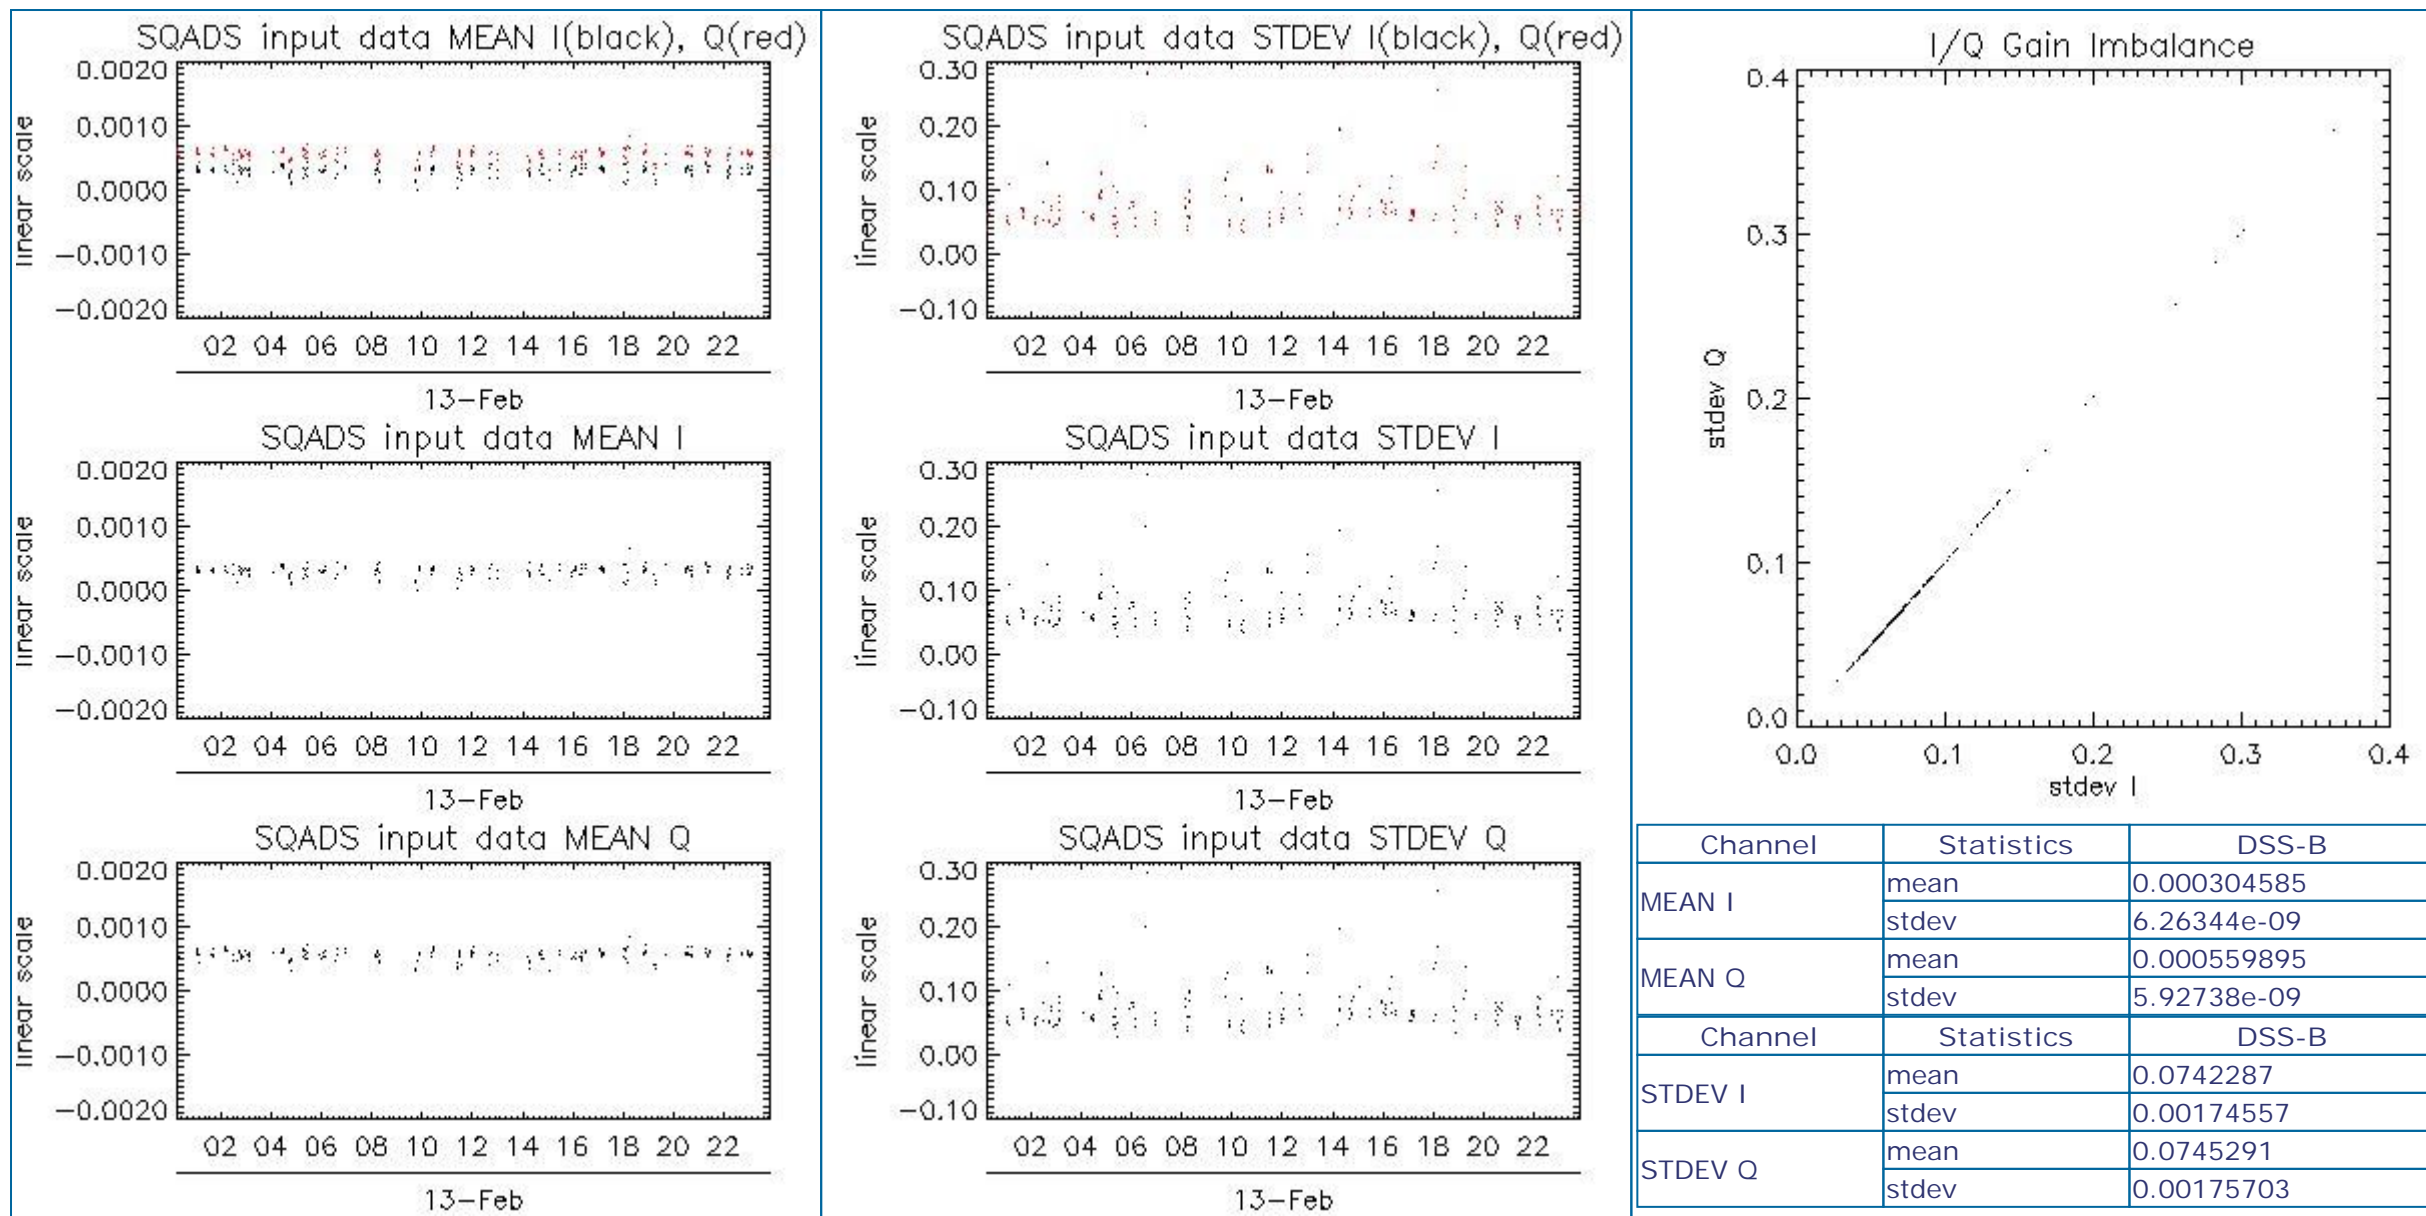 SQADS input data MEAN I(black), Q(red)
linear scale
0.0020
0.0010
0.0000
−0.0010
−0.0020
02 04 06 08 10 12 14 16 18 20 22
13−Feb
SQADS input data MEAN I
linear scale
0.0020
0.0010
0.0000
−0.0010
−0.0020
02 04 06 08 10 12 14 16 18 20 22
13−Feb
SQADS input data MEAN Q
linear scale
0.0020
0.0010
0.0000
−0.0010
−0.0020
02 04 06 08 10 12 14 16 18 20 22
13−Feb
SQADS input data STDEV I(black), Q(red)
linear scale
0.30
0.20
0.10
0.00
−0.10
02 04 06 08 10 12 14 16 18 20 22
13−Feb
SQADS input data STDEV I
linear scale
0.30
0.20
0.10
0.00
−0.10
02 04 06 08 10 12 14 16 18 20 22
13−Feb
SQADS input data STDEV Q
linear scale
0.30
0.20
0.10
0.00
−0.10
02 04 06 08 10 12 14 16 18 20 22
13−Feb
I/Q Gain Imbalance
stdev Q
0.4
0.3
0.2
0.1
0.0
0.0 0.1 0.2 0.3 0.4
stdev I
Channel Statistics DSS-B
MEAN I mean 0.000304585
stdev 6.26344e-09
MEAN Q mean 0.000559895
stdev 5.92738e-09
Channel Statistics DSS-B
STDEV I mean 0.0742287
stdev 0.00174557
STDEV Q mean 0.0745291
stdev 0.00175703